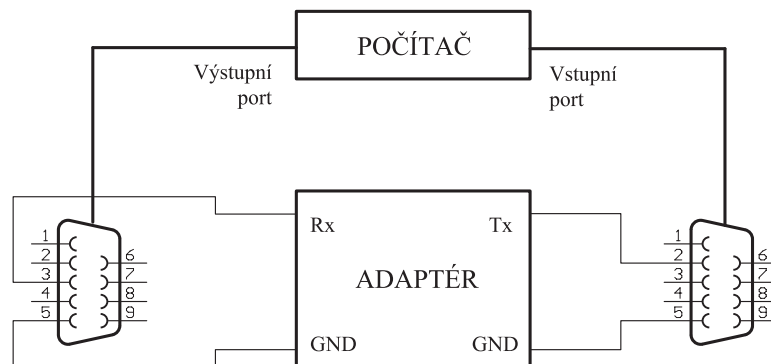 POČÍTAČ
Výstupní
port
Vstupní
port
Rx
Tx
ADAPTÉR
GND
GND
1
2
3
4
5
6
7
8
9
1
2
3
4
5
6
7
8
9